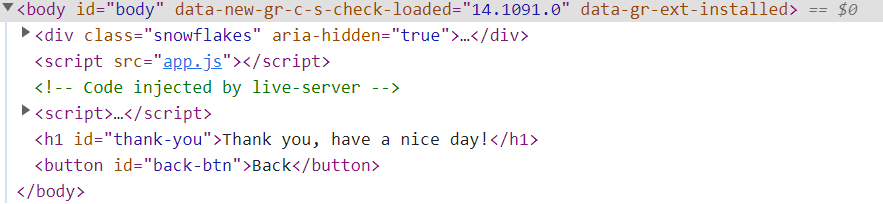 <body id="body" data-new-gr-c-s-check-loaded="14.1091.0" data-gr-ext-installed> == $0
<div class="snowflakes" aria-hidden="true">…</div>
<script src="app.js"></script>
<!-- Code injected by live-server -->
<script>…</script>
<h1 id="thank-you">Thank you, have a nice day!</h1>
<button id="back-btn">Back</button>
</body>